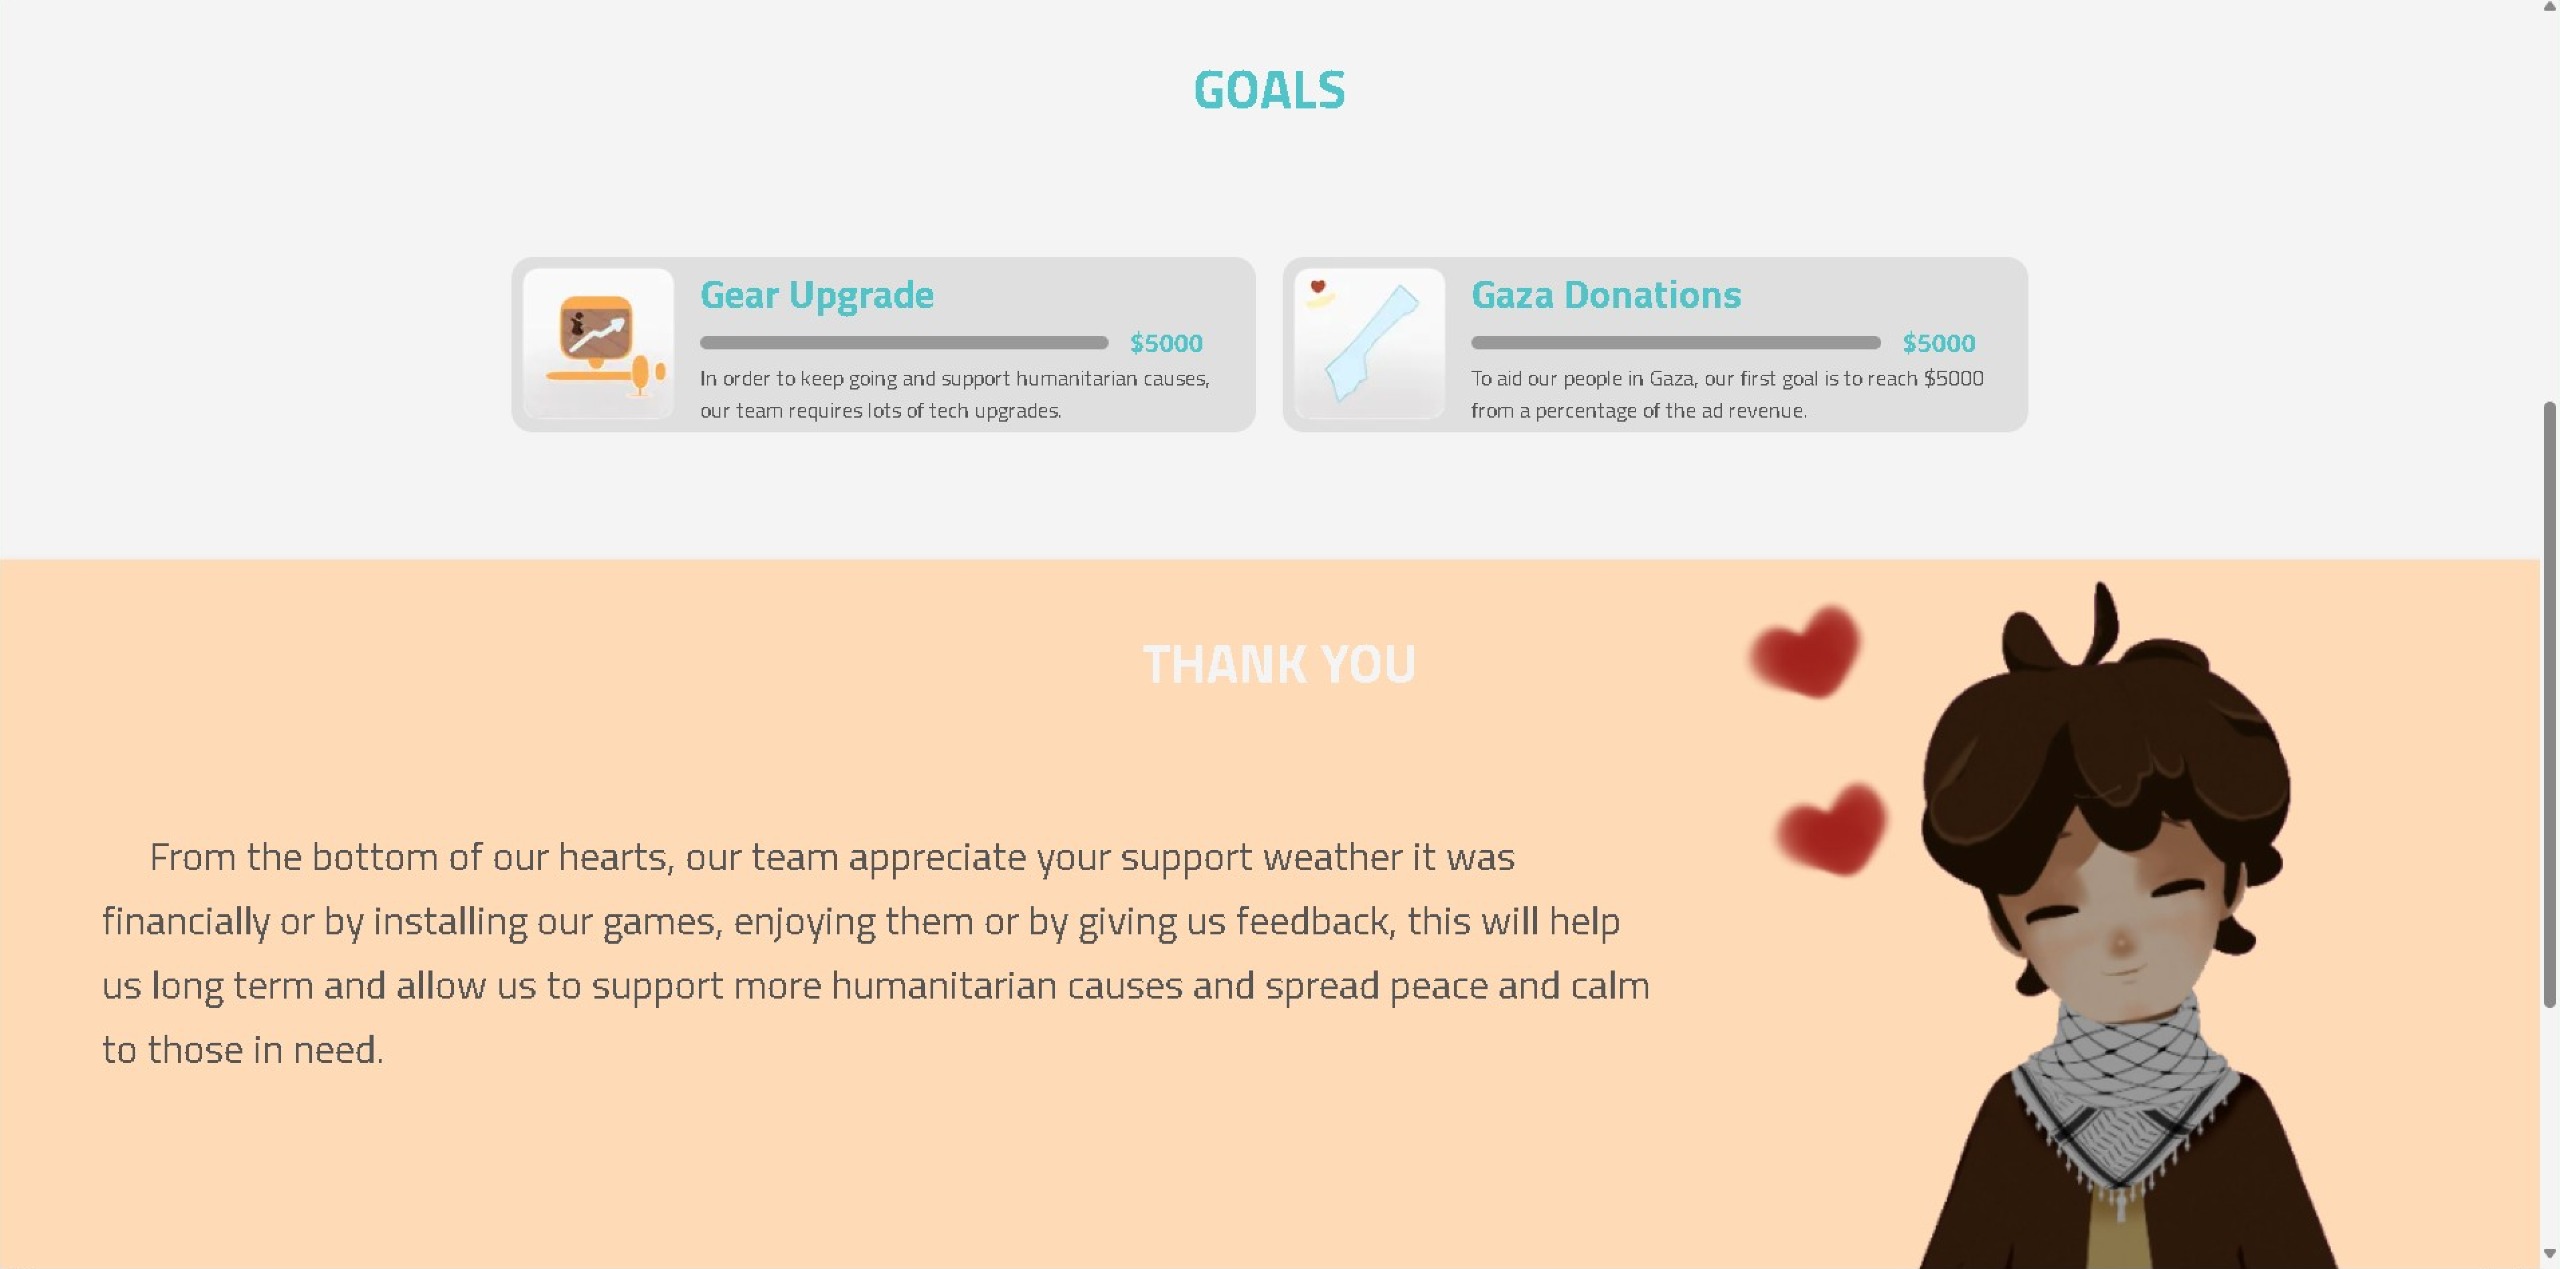 GOALS
Gear Upgrade
$5000
In order to keep going and support humanitarian causes,
our team requires lots of tech upgrades.
Gaza Donations
$5000
To aid our people in Gaza, our first goal is to reach $5000
from a percentage of the ad revenue.
THANK YOU
From the bottom of our hearts, our team appreciate your support weather it was
financially or by installing our games, enjoying them or by giving us feedback, this will help
us long term and allow us to support more humanitarian causes and spread peace and calm
to those in need.